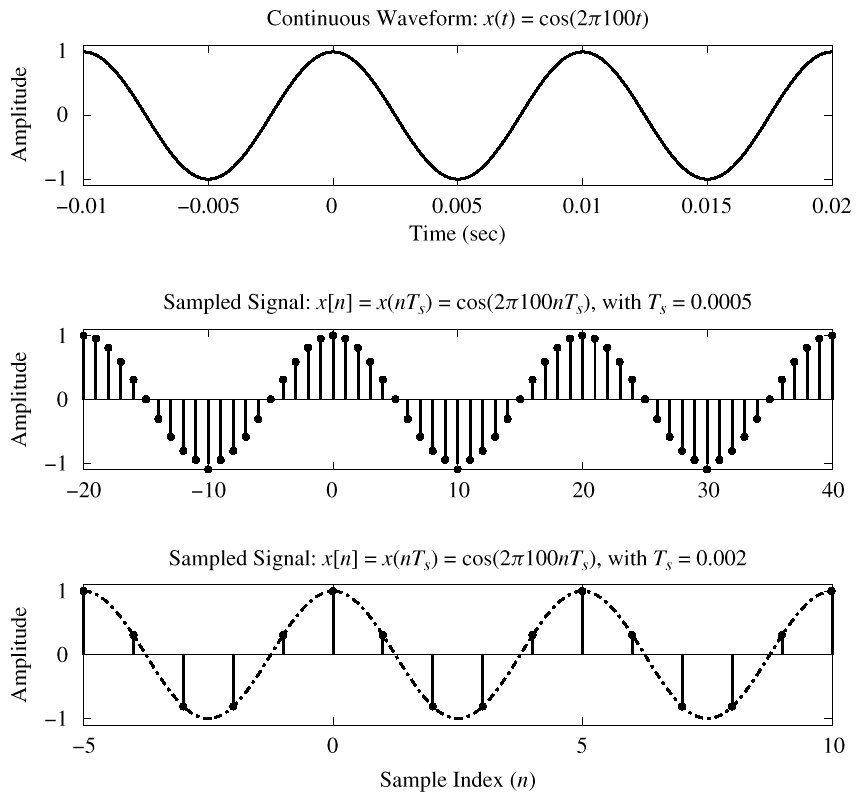 Continuous Waveform: x(t) = cos(2π100t)
Amplitude
1
0
−1
−0.01 −0.005 0 0.005 0.01 0.015 0.02
Time (sec)
Sampled Signal: x[n] = x(nTₛ) = cos(2π100nTₛ), with Tₛ = 0.0005
Amplitude
1
0
−1
−20 −10 0 10 20 30 40
Sampled Signal: x[n] = x(nTₛ) = cos(2π100nTₛ), with Tₛ = 0.002
Amplitude
1
0
−1
−5 0 5 10
Sample Index (n)